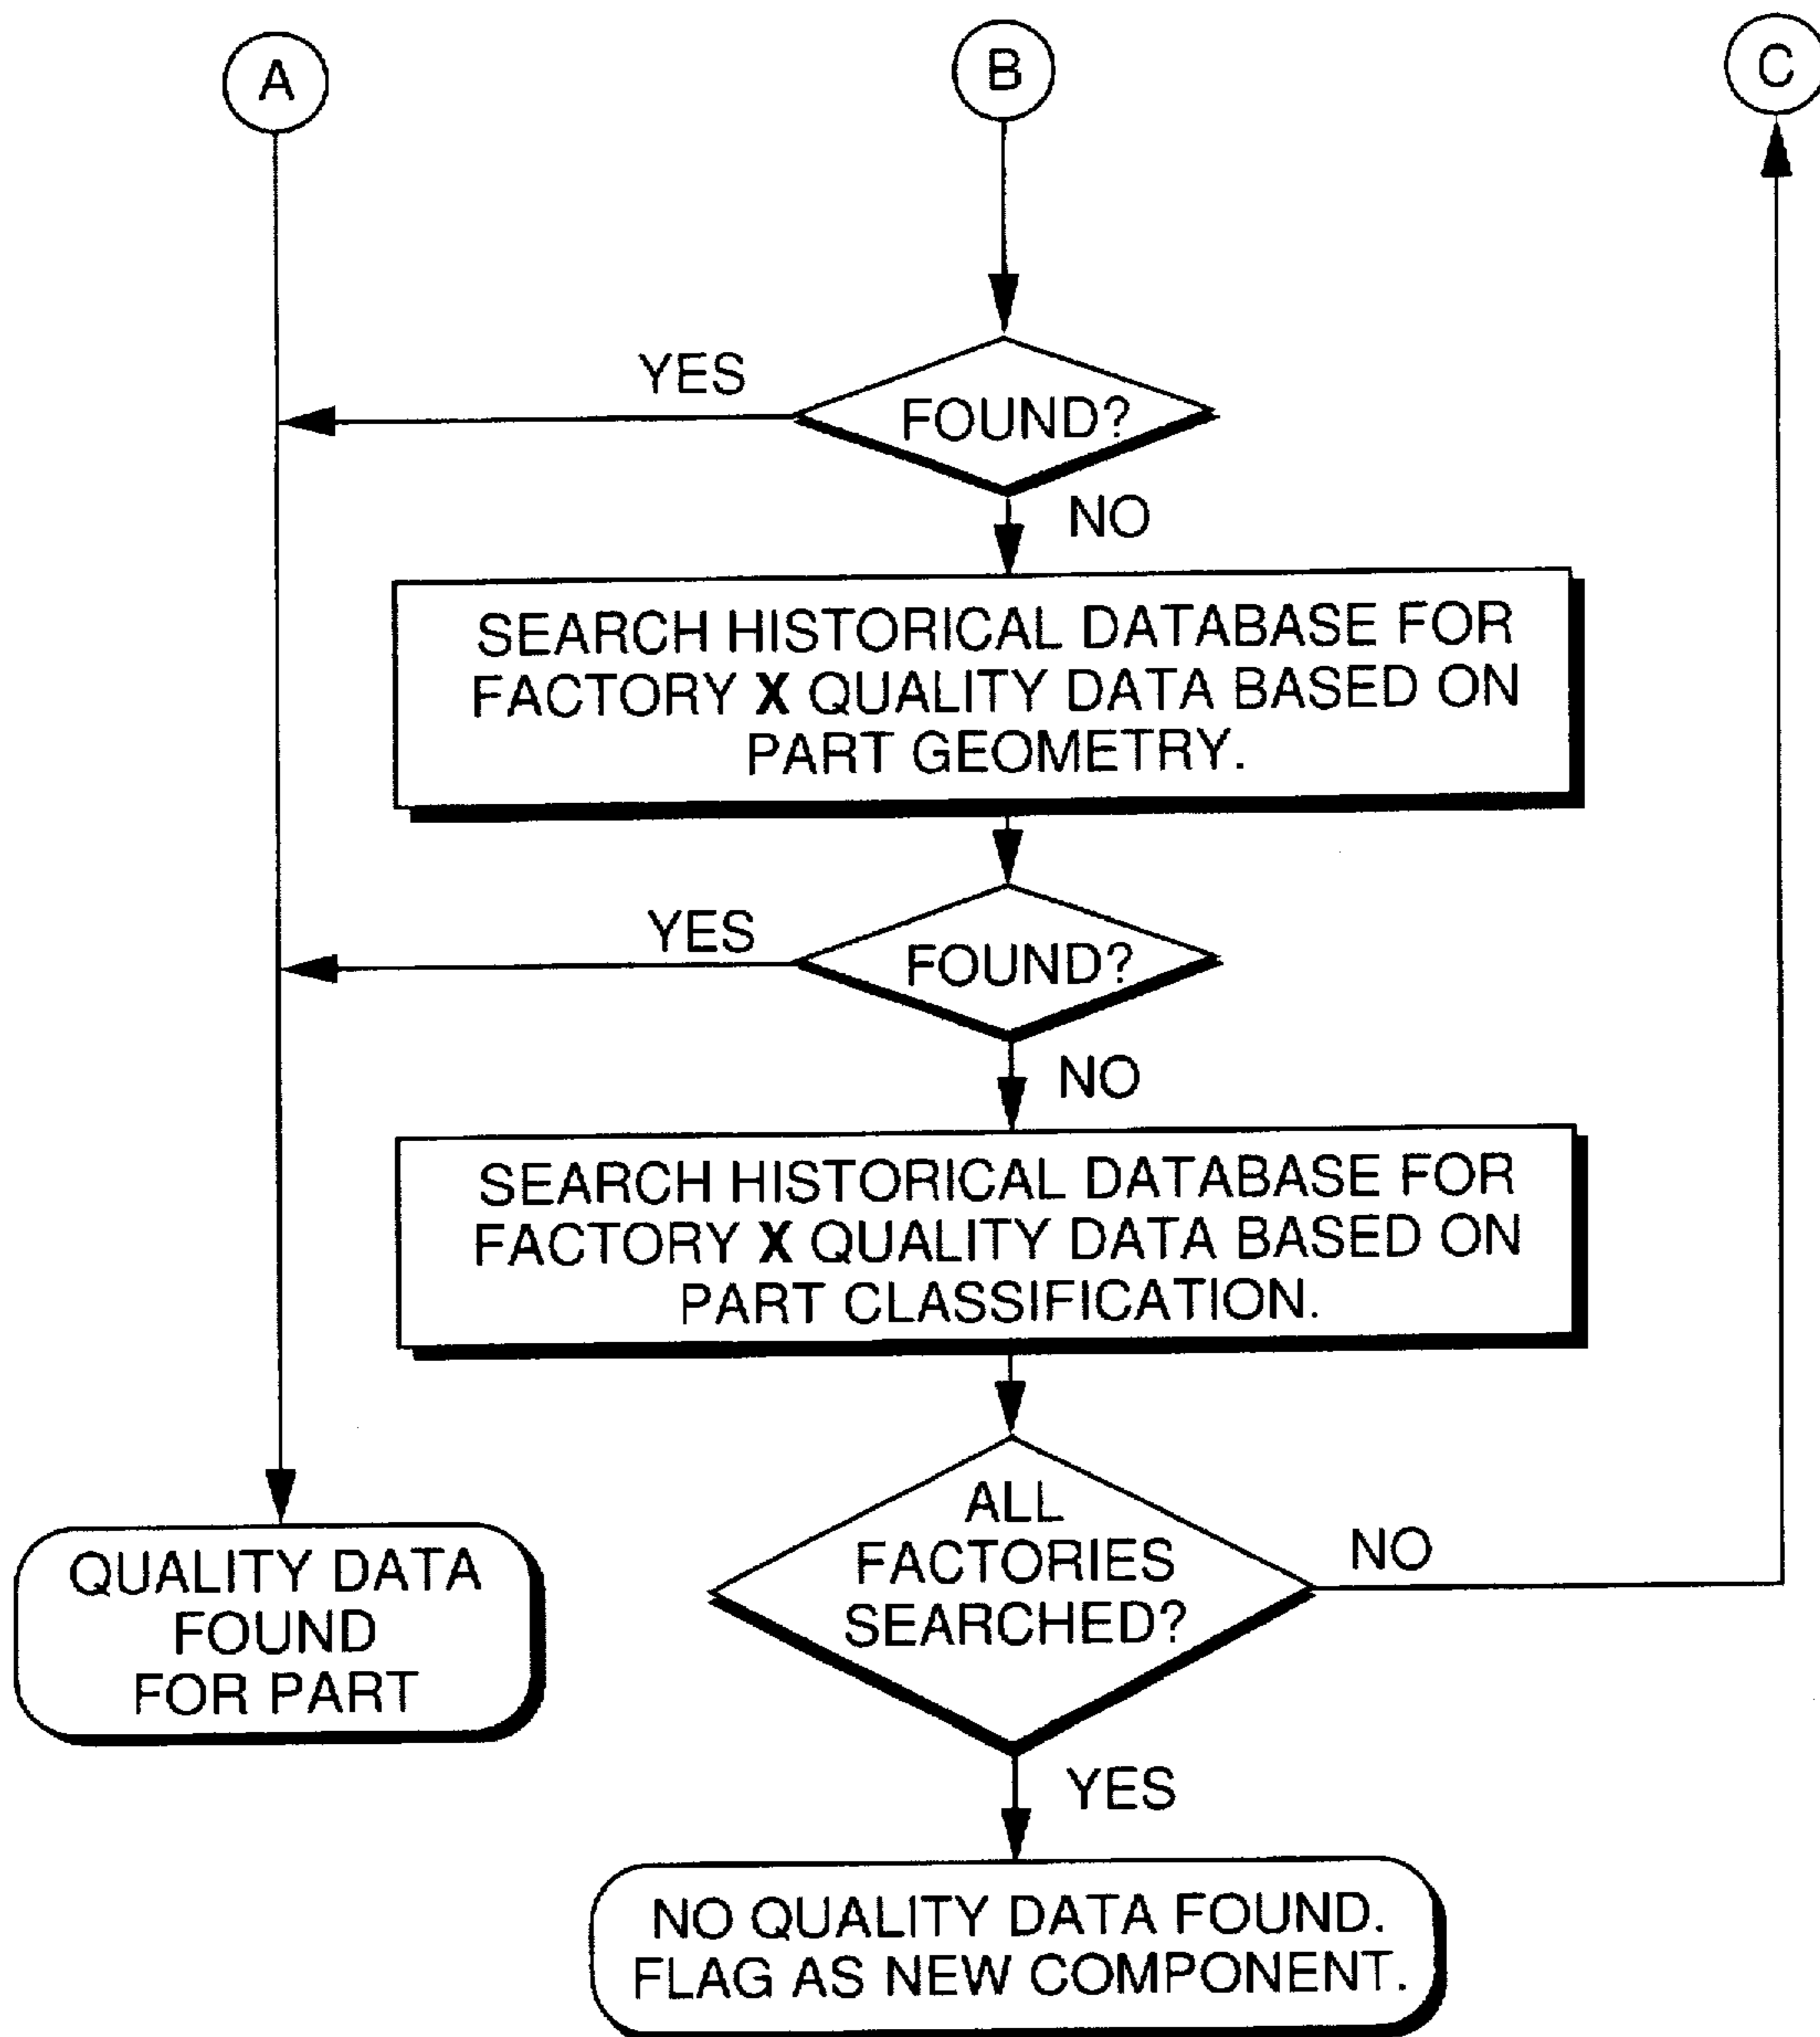 A
B
C
YES
FOUND?
NO
SEARCH HISTORICAL DATABASE FOR
FACTORY X QUALITY DATA BASED ON
PART GEOMETRY.
YES
FOUND?
NO
SEARCH HISTORICAL DATABASE FOR
FACTORY X QUALITY DATA BASED ON
PART CLASSIFICATION.
ALL
FACTORIES
SEARCHED?
NO
QUALITY DATA
FOUND
FOR PART
YES
NO QUALITY DATA FOUND.
FLAG AS NEW COMPONENT.